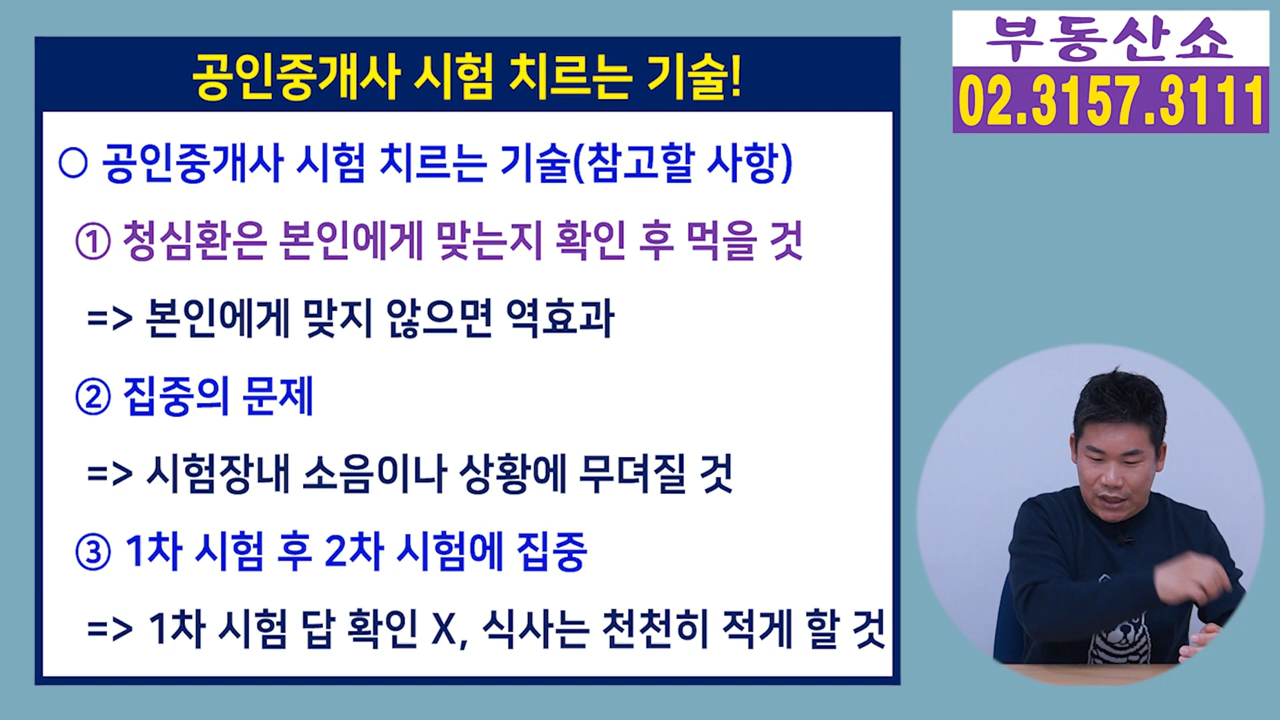 공인중개사 시험 치르는 기술!
부동산쇼
02.3157.3111
○ 공인중개사 시험 치르는 기술(참고할 사항)
① 청심환은 본인에게 맞는지 확인 후 먹을 것
=> 본인에게 맞지 않으면 역효과
② 집중의 문제
=> 시험장내 소음이나 상황에 무뎌질 것
③ 1차 시험 후 2차 시험에 집중
=> 1차 시험 답 확인 X, 식사는 천천히 적게 할 것